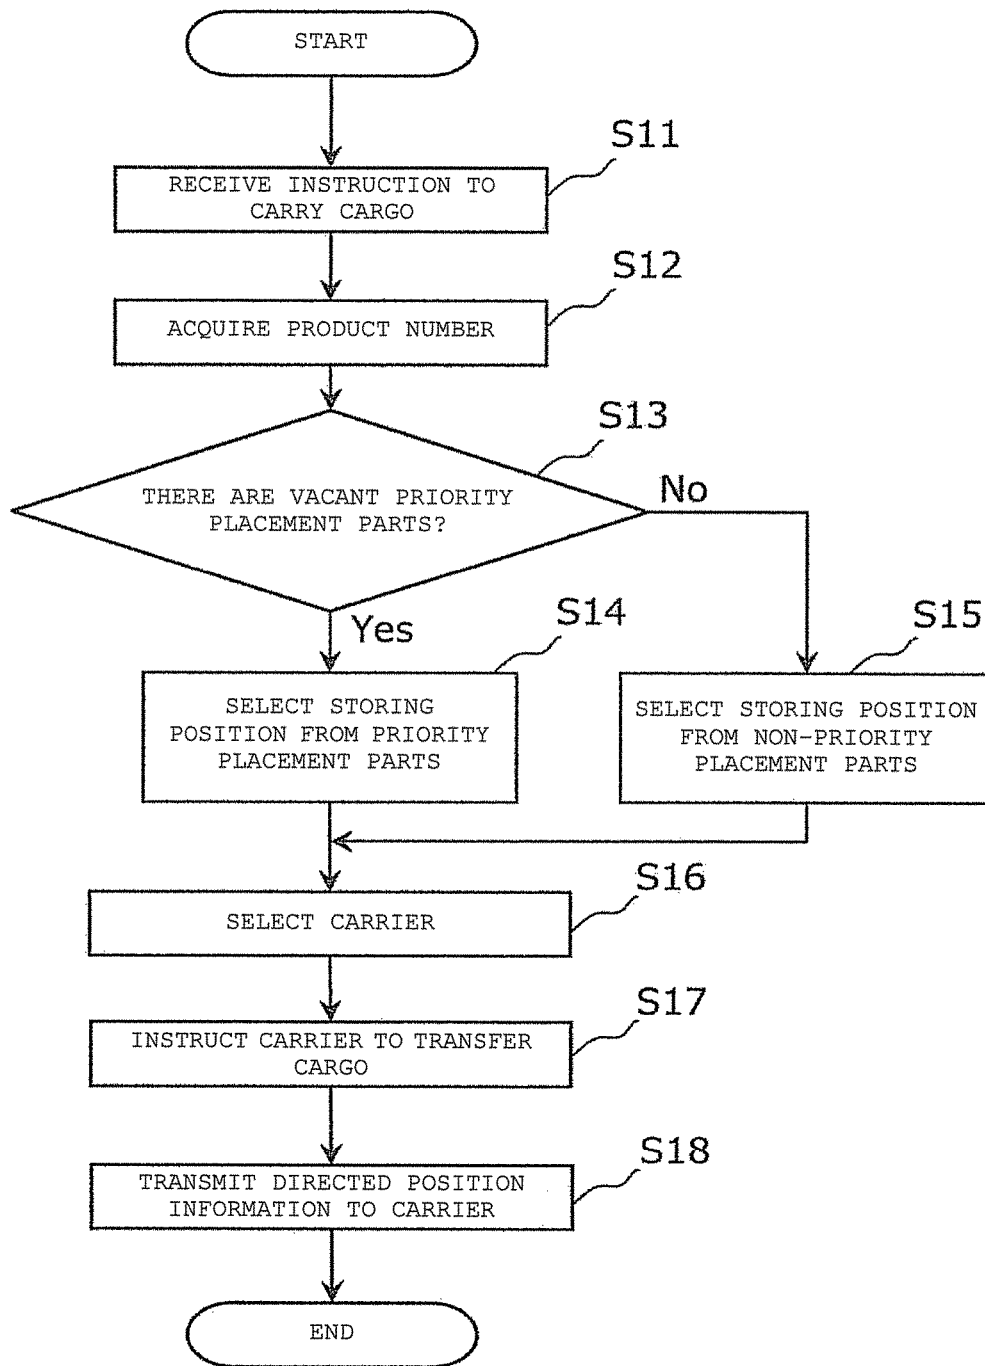 START
S11
RECEIVE INSTRUCTION TO
CARRY CARGO
S12
ACQUIRE PRODUCT NUMBER
S13
THERE ARE VACANT PRIORITY
PLACEMENT PARTS?
No
Yes
S14
S15
SELECT STORING
POSITION FROM PRIORITY
PLACEMENT PARTS
SELECT STORING POSITION
FROM NON-PRIORITY
PLACEMENT PARTS
S16
SELECT CARRIER
S17
INSTRUCT CARRIER TO TRANSFER
CARGO
S18
TRANSMIT DIRECTED POSITION
INFORMATION TO CARRIER
END